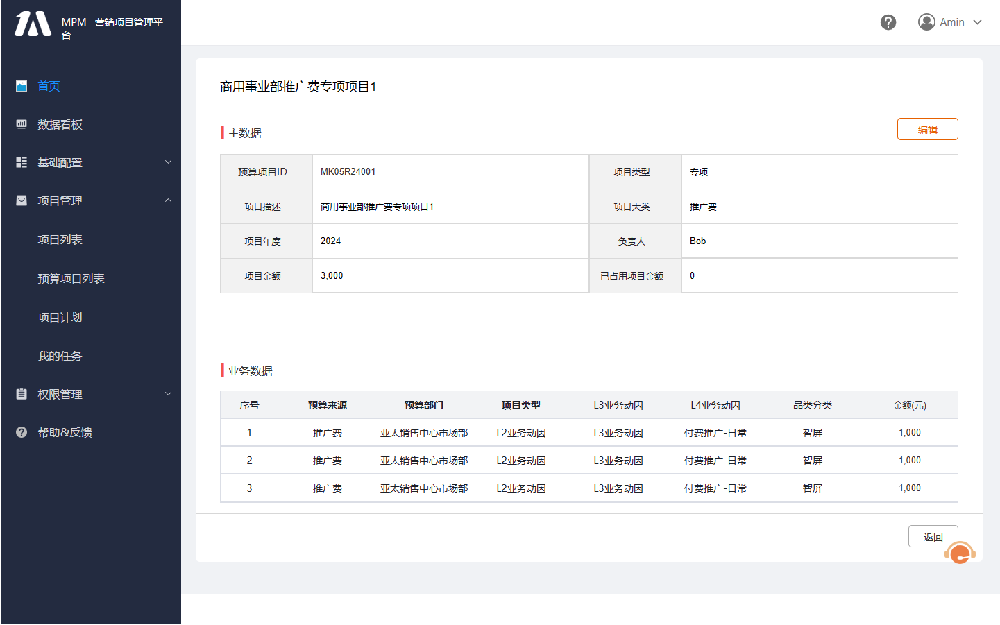 MPM 营销项目管理平
台
Amin
首页
数据看板
基础配置
项目管理
项目列表
预算项目列表
项目计划
我的任务
权限管理
帮助&反馈
商用事业部推广费专项项目1
主数据
编辑
预算项目ID MK05R24001 项目类型 专项
项目描述 商用事业部推广费专项项目1 项目大类 推广费
项目年度 2024 负责人 Bob
项目金额 3,000 已占用项目金额 0
业务数据
序号 预算来源 预算部门 项目类型 L3业务动因 L4业务动因 品类分类 金额(元)
1 推广费 亚太销售中心市场部 L2业务动因 L3业务动因 付费推广-日常 智屏 1,000
2 推广费 亚太销售中心市场部 L2业务动因 L3业务动因 付费推广-日常 智屏 1,000
3 推广费 亚太销售中心市场部 L2业务动因 L3业务动因 付费推广-日常 智屏 1,000
返回